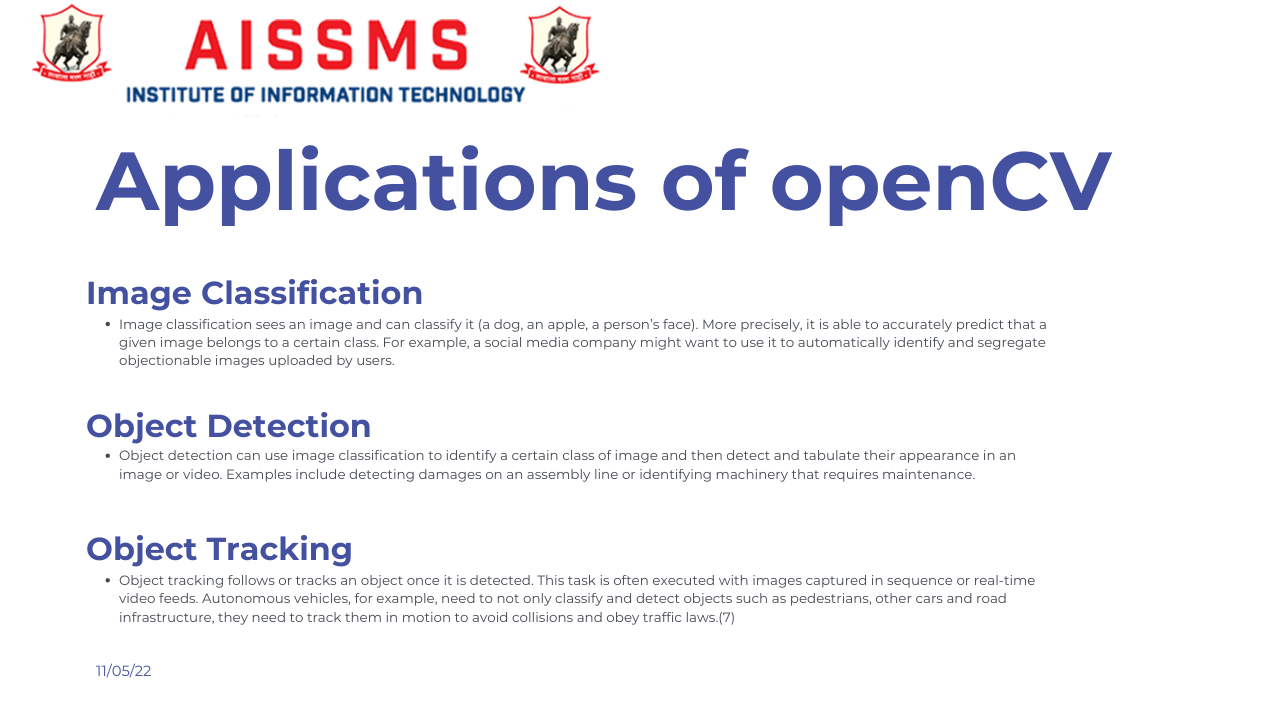 AISSMS
INSTITUTE OF INFORMATION TECHNOLOGY
Applications of openCV
Image Classification
• Image classification sees an image and can classify it (a dog, an apple, a person's face). More precisely, it is able to accurately predict that a
given image belongs to a certain class. For example, a social media company might want to use it to automatically identify and segregate
objectionable images uploaded by users.
Object Detection
• Object detection can use image classification to identify a certain class of image and then detect and tabulate their appearance in an
image or video. Examples include detecting damages on an assembly line or identifying machinery that requires maintenance.
Object Tracking
• Object tracking follows or tracks an object once it is detected. This task is often executed with images captured in sequence or real-time
video feeds. Autonomous vehicles, for example, need to not only classify and detect objects such as pedestrians, other cars and road
infrastructure, they need to track them in motion to avoid collisions and obey traffic laws.(7)
11/05/22